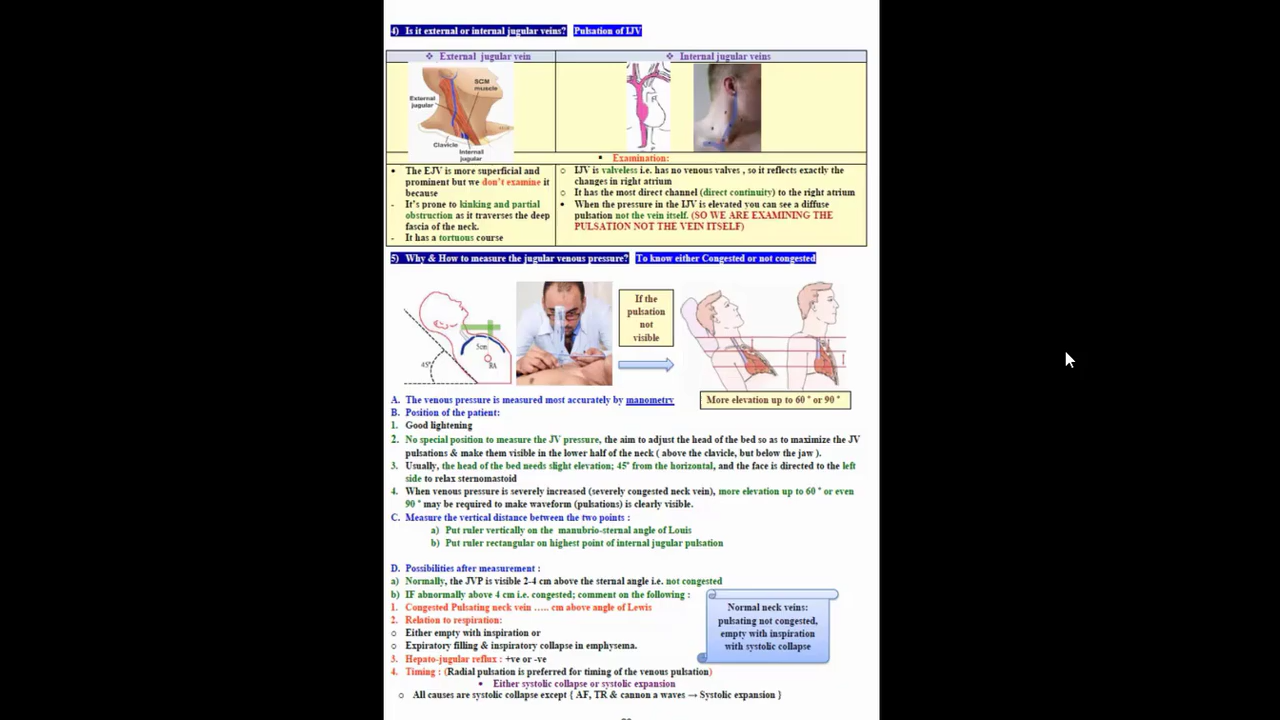 4) Is it external or internal jugular veins? Pulsation of IJV
❖ External jugular vein
❖ Internal jugular veins
SCM
muscle
External
jugular
Clavicle
Internal
jugular
▪ Examination:
• The EJV is more superficial and
prominent but we don't examine it
because
- It's prone to kinking and partial
obstruction as it traverses the deep
fascia of the neck.
- It has a tortuous course
○ IJV is valveless i.e. has no venous valves , so it reflects exactly the
changes in right atrium
○ It has the most direct channel (direct continuity) to the right atrium
• When the pressure in the IJV is elevated you can see a diffuse
pulsation not the vein itself. (SO WE ARE EXAMINING THE
PULSATION NOT THE VEIN ITSELF)
5) Why & How to measure the jugular venous pressure? To know either Congested or not congested
5cm
45°
RA
If the
pulsation
not
visible
More elevation up to 60 ° or 90 °
A. The venous pressure is measured most accurately by manometry
B. Position of the patient:
1. Good lightening
2. No special position to measure the JV pressure, the aim to adjust the head of the bed so as to maximize the JV
pulsations & make them visible in the lower half of the neck ( above the clavicle, but below the jaw ).
3. Usually, the head of the bed needs slight elevation; 45° from the horizontal, and the face is directed to the left
side to relax sternomastoid
4. When venous pressure is severely increased (severely congested neck vein), more elevation up to 60 ° or even
90 ° may be required to make waveform (pulsations) is clearly visible.
C. Measure the vertical distance between the two points :
a) Put ruler vertically on the manubrio-sternal angle of Louis
b) Put ruler rectangular on highest point of internal jugular pulsation
D. Possibilities after measurement :
a) Normally, the JVP is visible 2-4 cm above the sternal angle i.e. not congested
b) IF abnormally above 4 cm i.e. congested; comment on the following :
1. Congested Pulsating neck vein ….. cm above angle of Lewis
2. Relation to respiration:
○ Either empty with inspiration or
○ Expiratory filling & inspiratory collapse in emphysema.
3. Hepato-jugular reflux : +ve or -ve
4. Timing : (Radial pulsation is preferred for timing of the venous pulsation)
• Either systolic collapse or systolic expansion
○ All causes are systolic collapse except { AF, TR & cannon a waves → Systolic expansion }
Normal neck veins:
pulsating not congested,
empty with inspiration
with systolic collapse